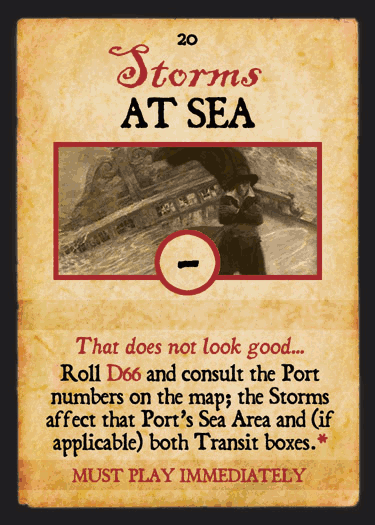 20
Storms
AT SEA
-
That does not look good...
Roll D66 and consult the Port
numbers on the map; the Storms
affect that Port's Sea Area and (if
applicable) both Transit boxes.*
MUST PLAY IMMEDIATELY